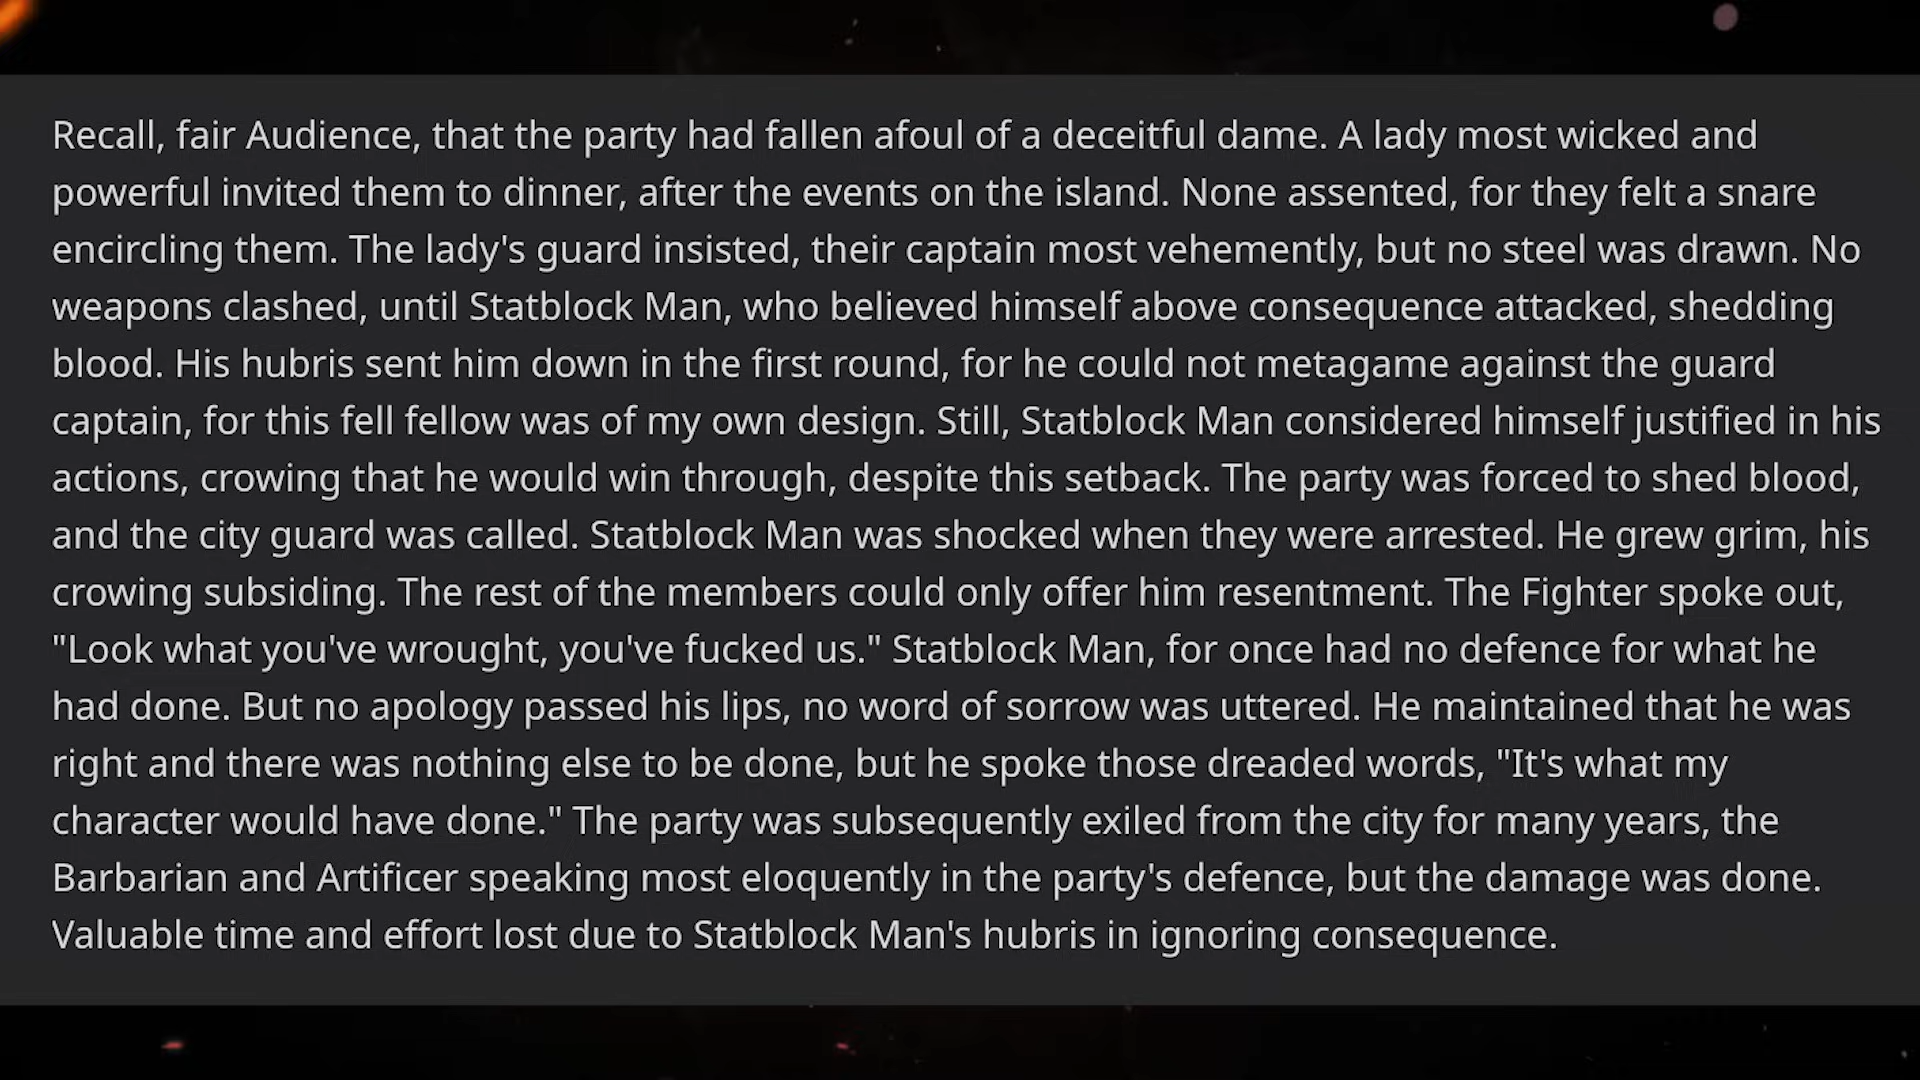 Recall, fair Audience, that the party had fallen afoul of a deceitful dame. A lady most wicked and
powerful invited them to dinner, after the events on the island. None assented, for they felt a snare
encircling them. The lady's guard insisted, their captain most vehemently, but no steel was drawn. No
weapons clashed, until Statblock Man, who believed himself above consequence attacked, shedding
blood. His hubris sent him down in the first round, for he could not metagame against the guard
captain, for this fell fellow was of my own design. Still, Statblock Man considered himself justified in his
actions, crowing that he would win through, despite this setback. The party was forced to shed blood,
and the city guard was called. Statblock Man was shocked when they were arrested. He grew grim, his
crowing subsiding. The rest of the members could only offer him resentment. The Fighter spoke out,
"Look what you've wrought, you've fucked us." Statblock Man, for once had no defence for what he
had done. But no apology passed his lips, no word of sorrow was uttered. He maintained that he was
right and there was nothing else to be done, but he spoke those dreaded words, "It's what my
character would have done." The party was subsequently exiled from the city for many years, the
Barbarian and Artificer speaking most eloquently in the party's defence, but the damage was done.
Valuable time and effort lost due to Statblock Man's hubris in ignoring consequence.